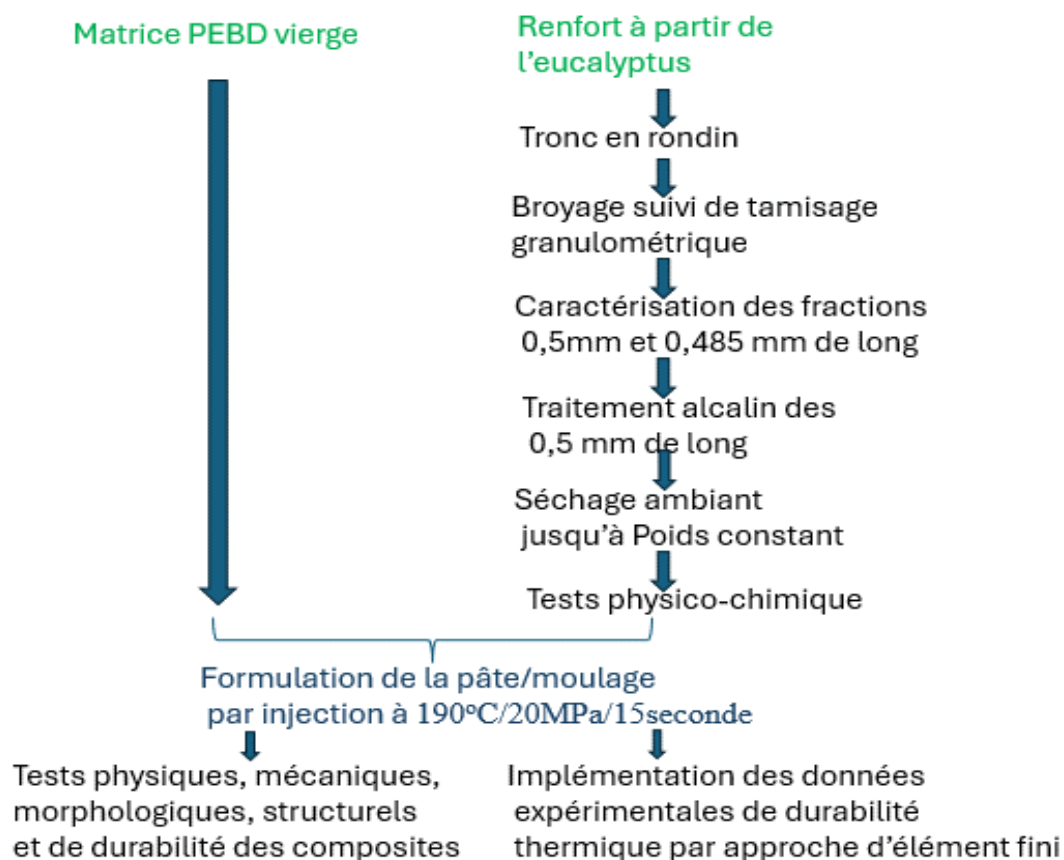 Matrice PEBD vierge
Renfort à partir de
l'eucalyptus
Tronc en rondin
Broyage suivi de tamisage
granulométrique
Caractérisation des fractions
0,5mm et 0,485 mm de long
Traitement alcalin des
0,5 mm de long
Séchage ambiant
jusqu'à Poids constant
Tests physico-chimique
Formulation de la pâte/moulage
par injection à 190°C/20MPa/15seconde
Tests physiques, mécaniques,
morphologiques, structurels
et de durabilité des composites
Implémentation des données
expérimentales de durabilité
thermique par approche d'élément fini